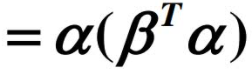 = α(β^T α)